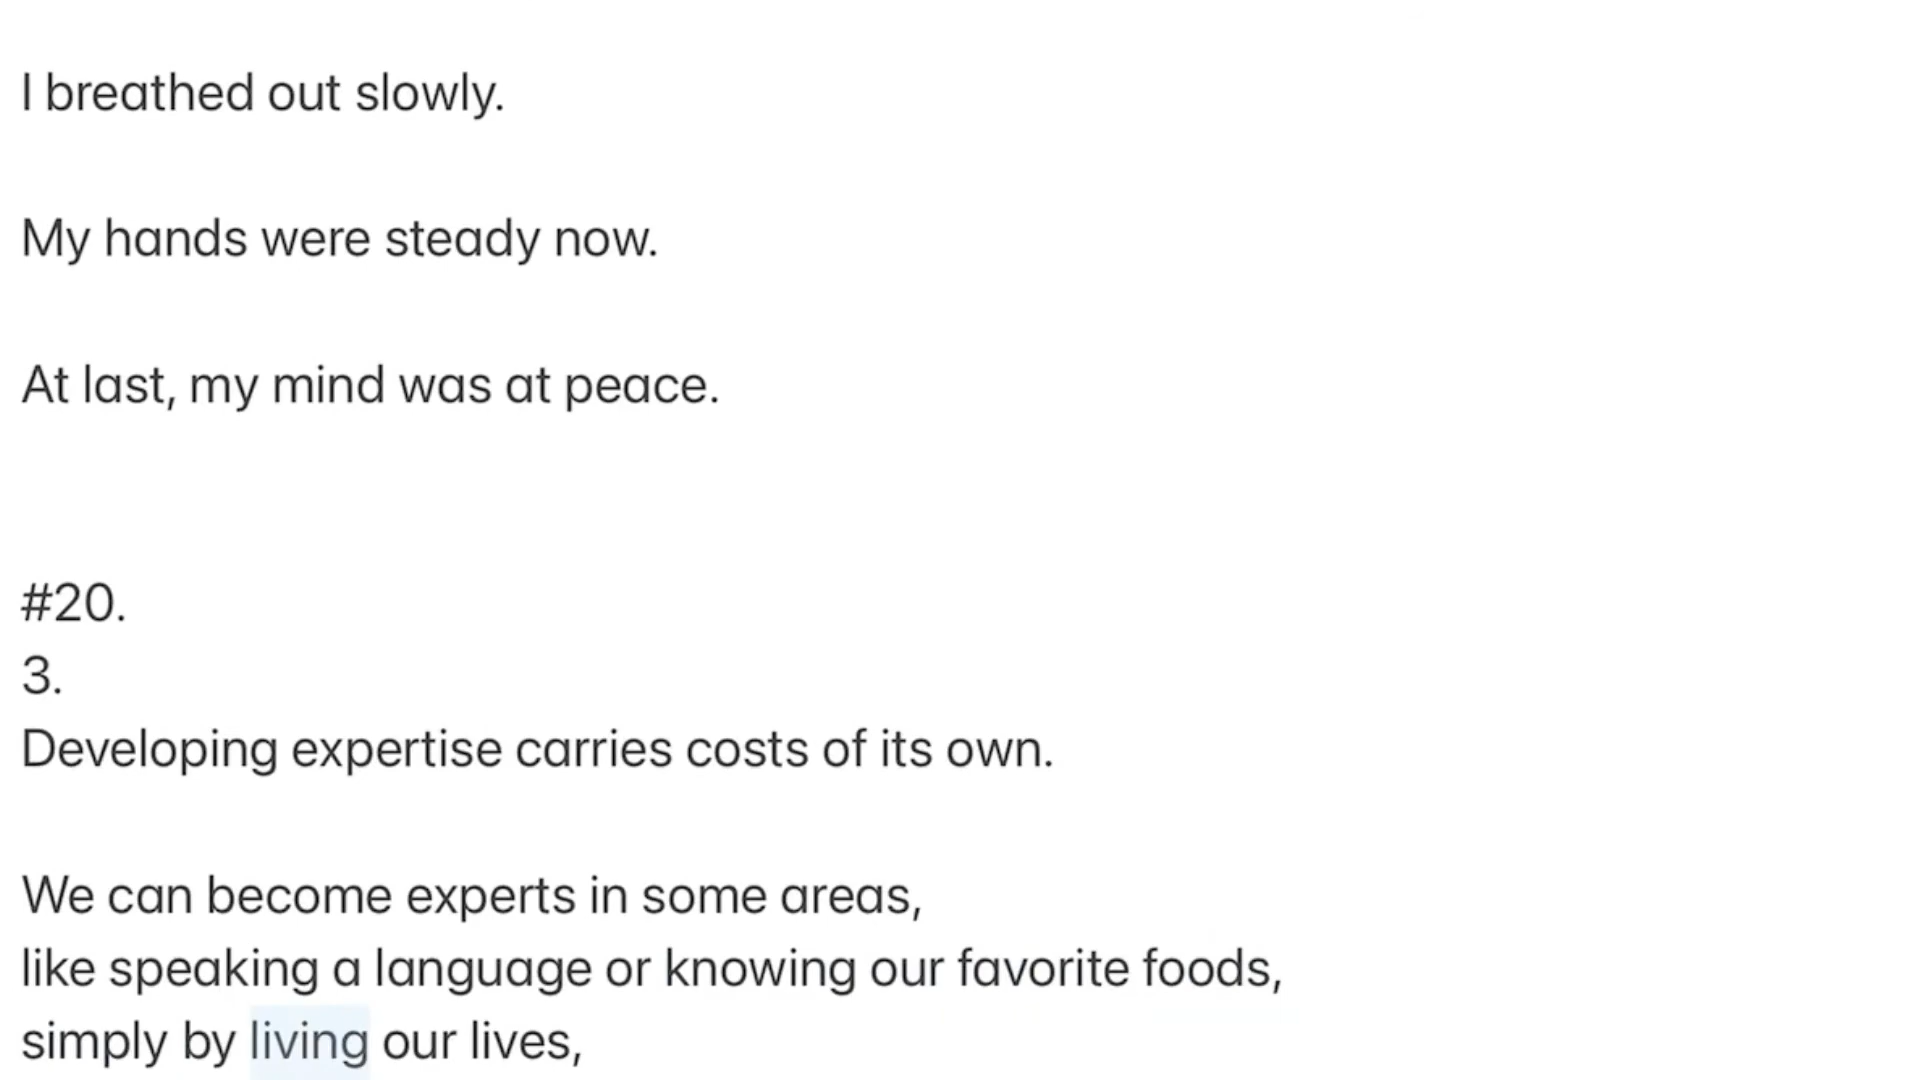 I breathed out slowly.
My hands were steady now.
At last, my mind was at peace.
#20.
3.
Developing expertise carries costs of its own.
We can become experts in some areas,
like speaking a language or knowing our favorite foods,
simply by living our lives,